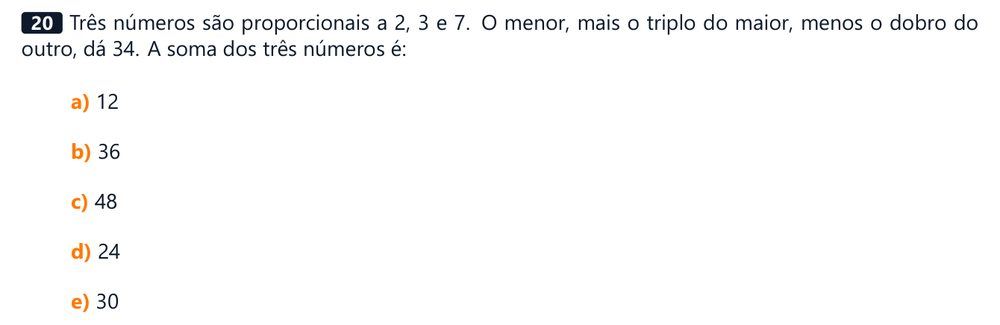 20 Três números são proporcionais a 2, 3 e 7. O menor, mais o triplo do maior, menos o dobro do
outro, dá 34. A soma dos três números é:
a) 12
b) 36
c) 48
d) 24
e) 30